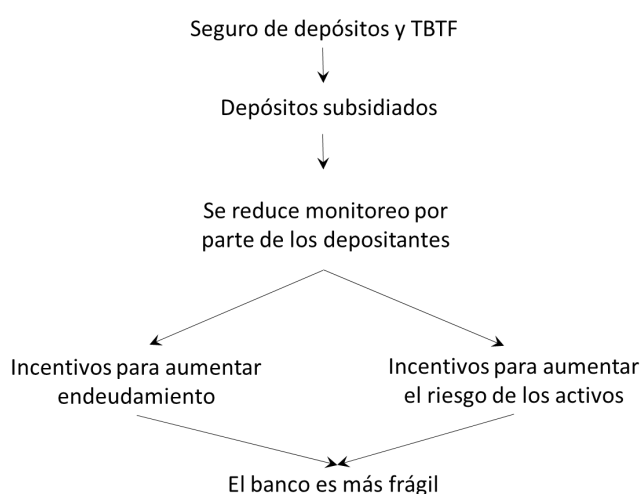 Seguro de depósitos y TBTF
Depósitos subsidiados
Se reduce monitoreo por
parte de los depositantes
Incentivos para aumentar
endeudamiento
Incentivos para aumentar
el riesgo de los activos
El banco es más frágil